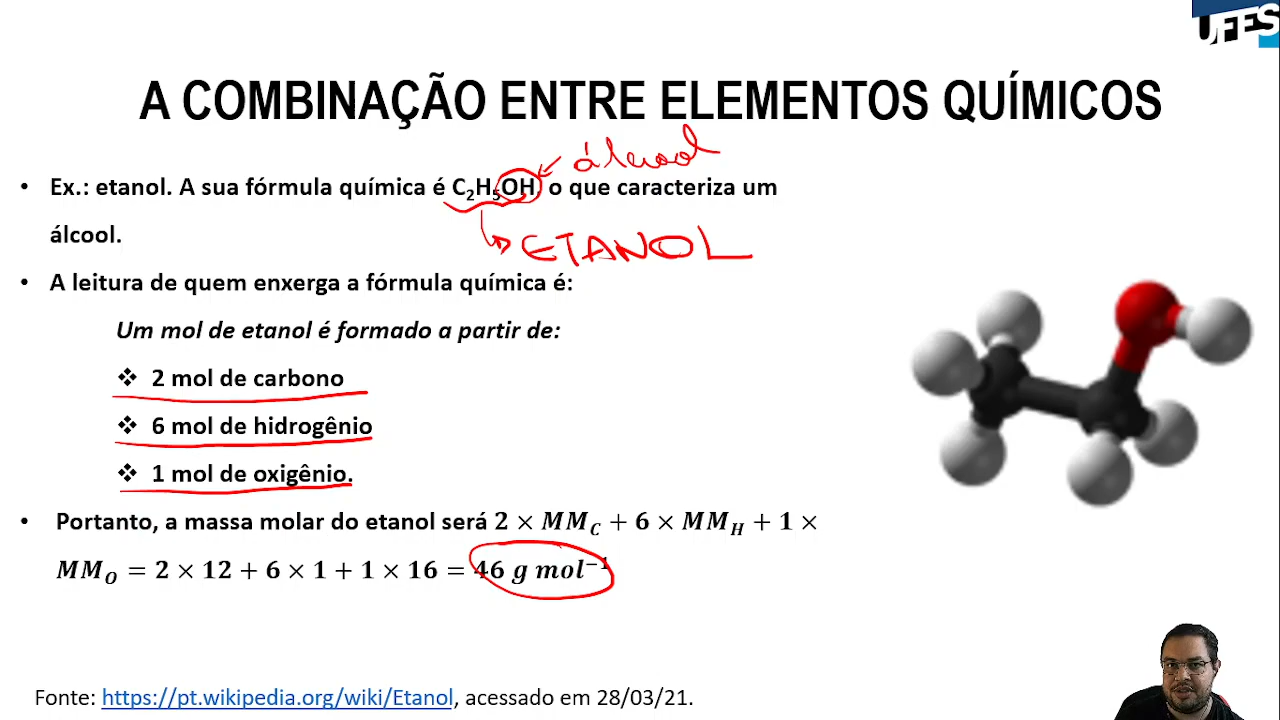 UFES
A COMBINAÇÃO ENTRE ELEMENTOS QUÍMICOS
álcool
• Ex.: etanol. A sua fórmula química é C₂H₅OH, o que caracteriza um
álcool.
ETANOL
• A leitura de quem enxerga a fórmula química é:
Um mol de etanol é formado a partir de:
❖ 2 mol de carbono
❖ 6 mol de hidrogênio
❖ 1 mol de oxigênio.
• Portanto, a massa molar do etanol será 2 × MM_C + 6 × MM_H + 1 ×
MM_O = 2 × 12 + 6 × 1 + 1 × 16 = 46 g mol⁻¹
Fonte: https://pt.wikipedia.org/wiki/Etanol, acessado em 28/03/21.